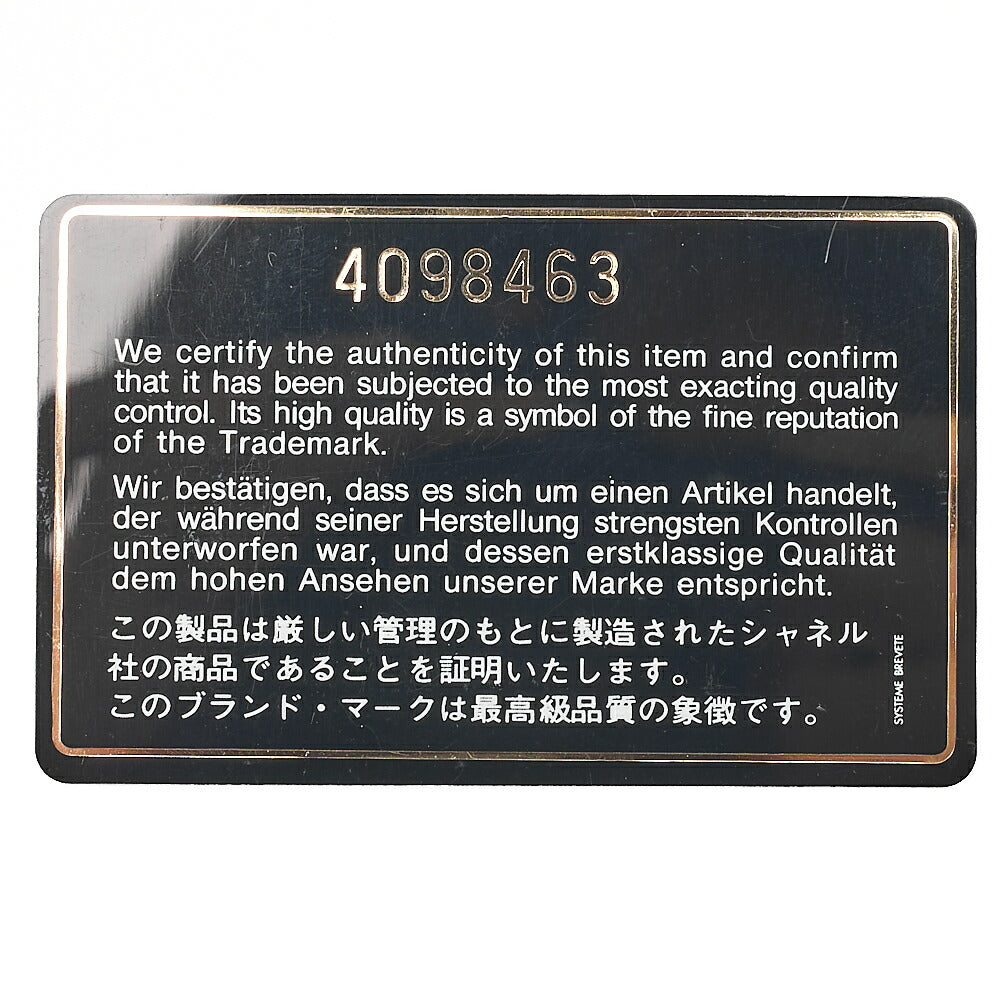 4098463
We certify the authenticity of this item and confirm
that it has been subjected to the most exacting quality
control. Its high quality is a symbol of the fine reputation
of the Trademark.
Wir bestätigen, dass es sich um einen Artikel handelt,
der während seiner Herstellung strengsten Kontrollen
unterworfen war, und dessen erstklassige Qualität
dem hohen Ansehen unserer Marke entspricht.
この製品は厳しい管理のもとに製造されたシャネル
社の商品であることを証明いたします。
このブランド・マークは最高級品質の象徴です。
SYSTEME BREVETE